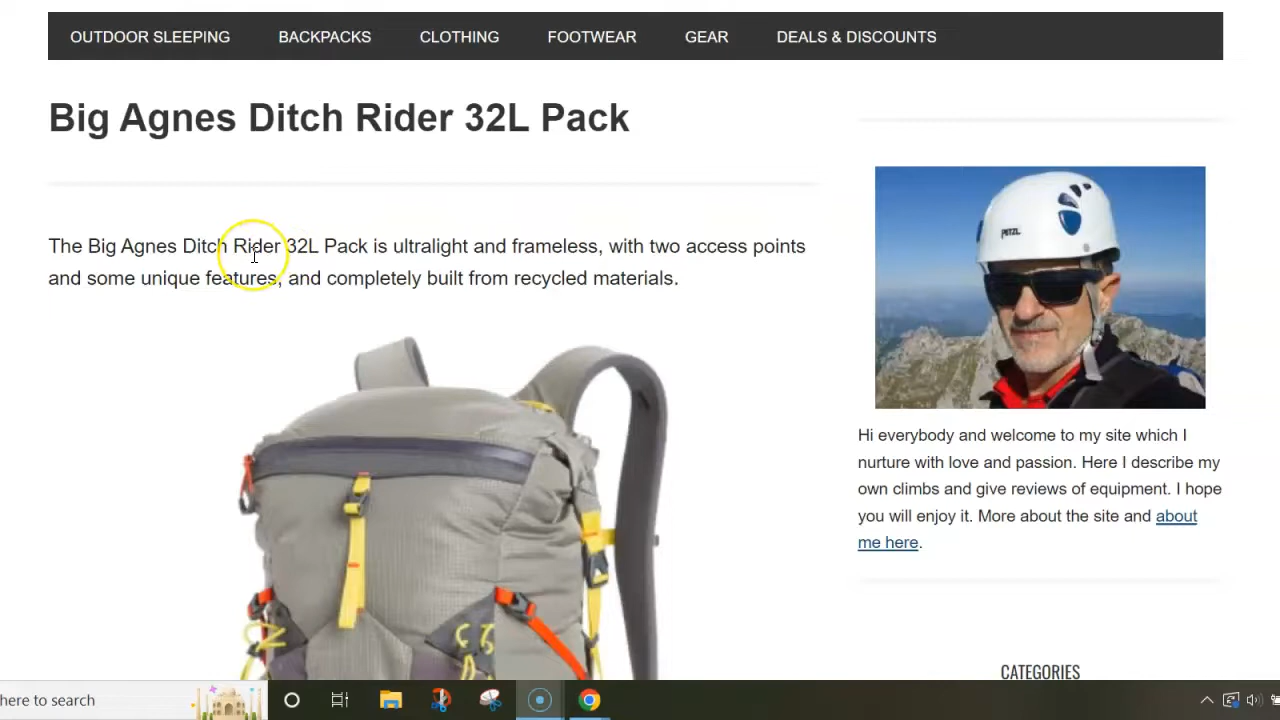 OUTDOOR SLEEPING BACKPACKS CLOTHING FOOTWEAR GEAR DEALS & DISCOUNTS
Big Agnes Ditch Rider 32L Pack
The Big Agnes Ditch Rider 32L Pack is ultralight and frameless, with two access points
and some unique features, and completely built from recycled materials.
PETZL
Hi everybody and welcome to my site which I
nurture with love and passion. Here I describe my
own climbs and give reviews of equipment. I hope
you will enjoy it. More about the site and about
me here.
CATEGORIES
here to search